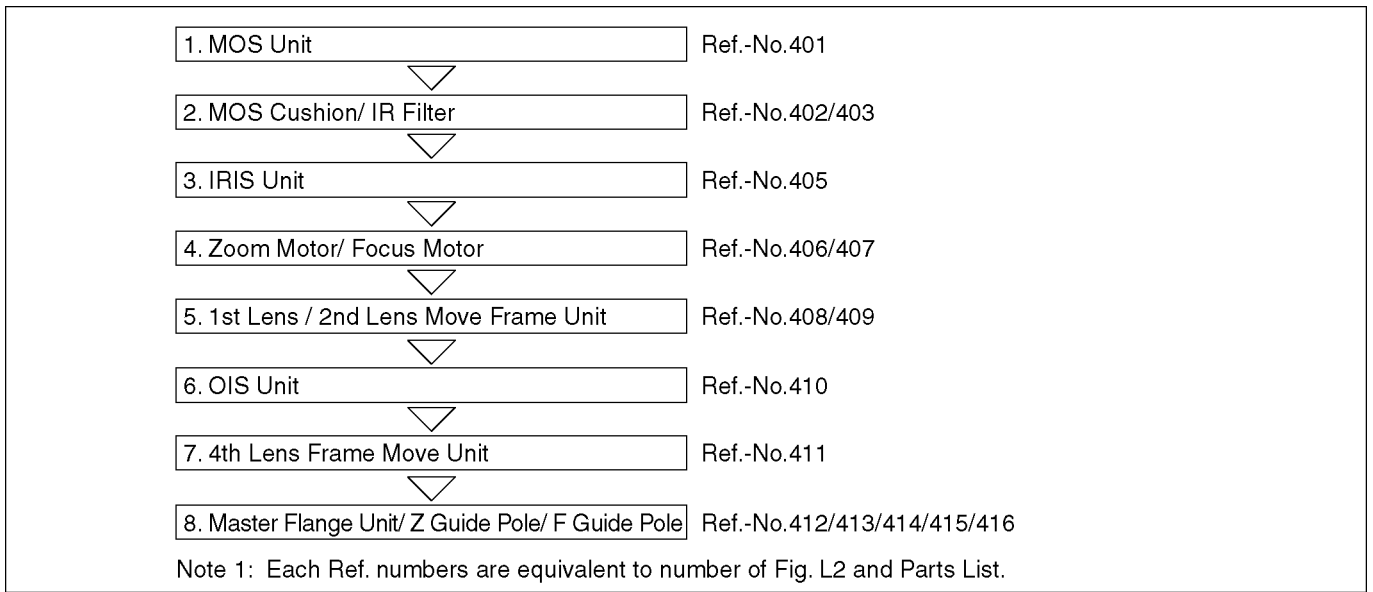 1. MOS Unit Ref.-No.401
2. MOS Cushion/ IR Filter Ref.-No.402/403
3. IRIS Unit Ref.-No.405
4. Zoom Motor/ Focus Motor Ref.-No.406/407
5. 1st Lens / 2nd Lens Move Frame Unit Ref.-No.408/409
6. OIS Unit Ref.-No.410
7. 4th Lens Frame Move Unit Ref.-No.411
8. Master Flange Unit/ Z Guide Pole/ F Guide Pole Ref.-No.412/413/414/415/416
Note 1: Each Ref. numbers are equivalent to number of Fig. L2 and Parts List.